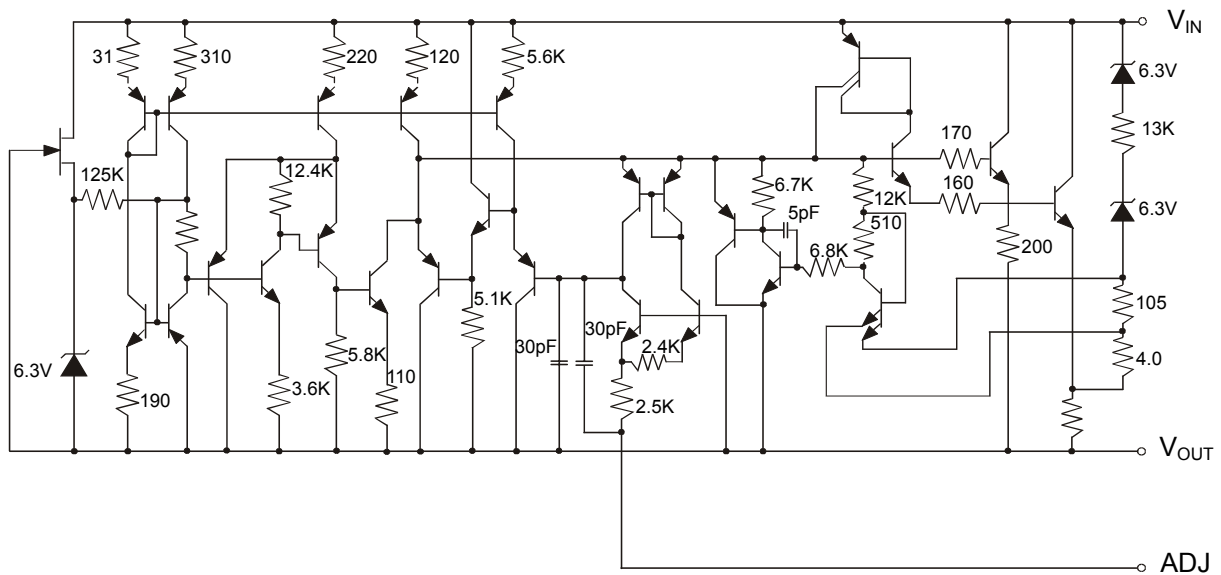 V_IN
31
310
220
120
5.6K
6.3V
170
13K
125K
12.4K
6.7K
12K
160
5pF
6.3V
510
6.8K
200
5.1K
105
30pF
30pF
2.4K
5.8K
4.0
6.3V
110
190
3.6K
2.5K
V_OUT
ADJ